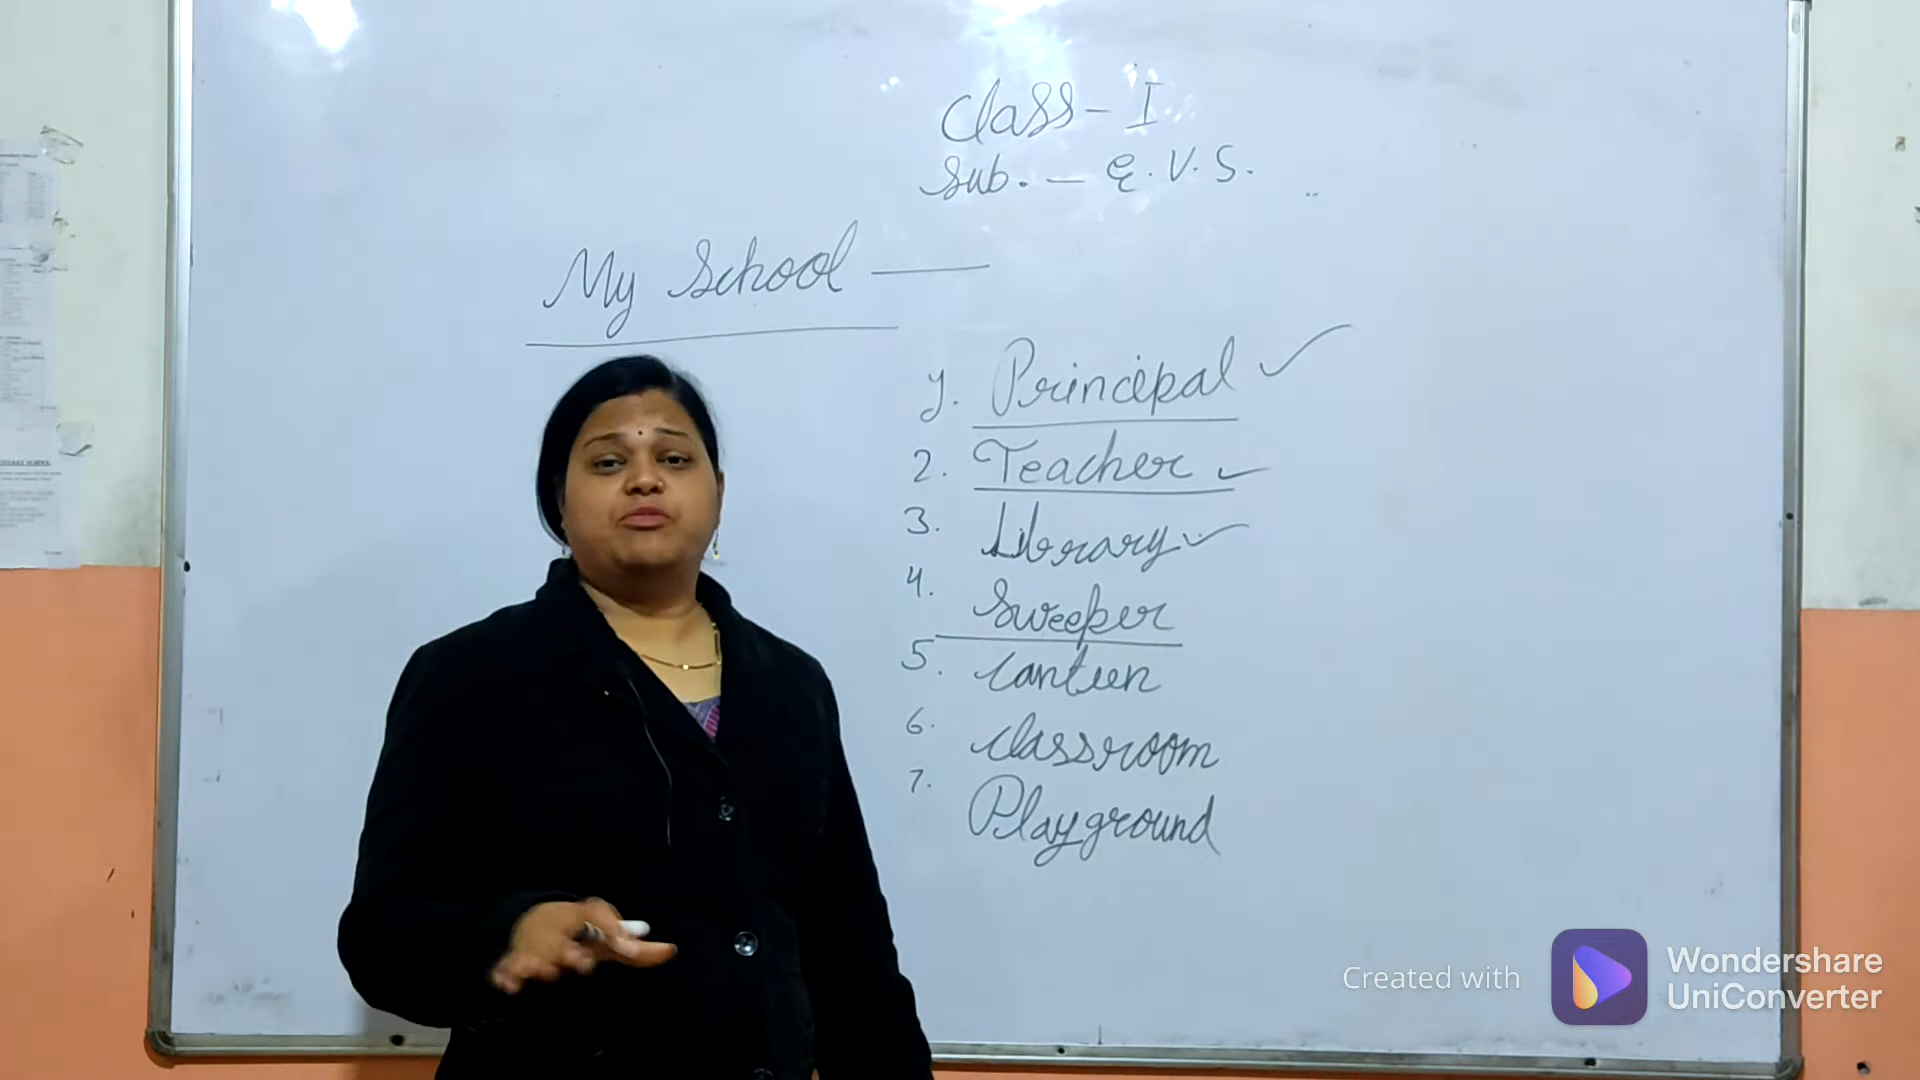 Class - I
Sub. - E.V.S.
My School —
1. Principal ✓
2. Teacher ✓
3. Library ✓
4. Sweeper
5. Canteen
6. Classroom
7. Playground
Created with
Wondershare
UniConverter